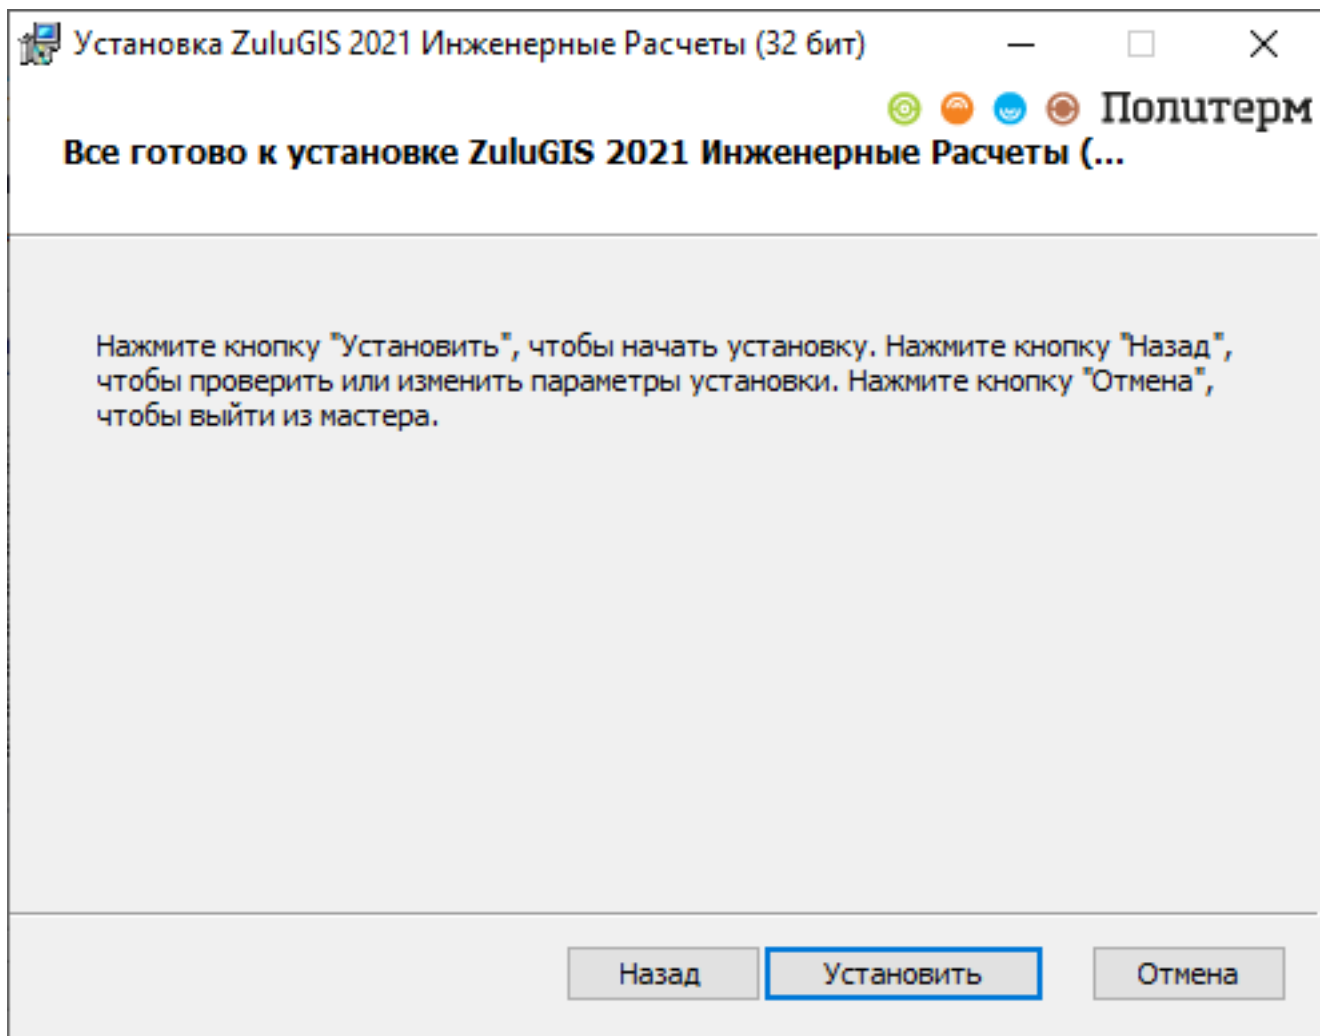 Установка ZuluGIS 2021 Инженерные Расчеты (32 бит)
Политерм
Все готово к установке ZuluGIS 2021 Инженерные Расчеты (...
Нажмите кнопку "Установить", чтобы начать установку. Нажмите кнопку "Назад",
чтобы проверить или изменить параметры установки. Нажмите кнопку "Отмена",
чтобы выйти из мастера.
Назад
Установить
Отмена